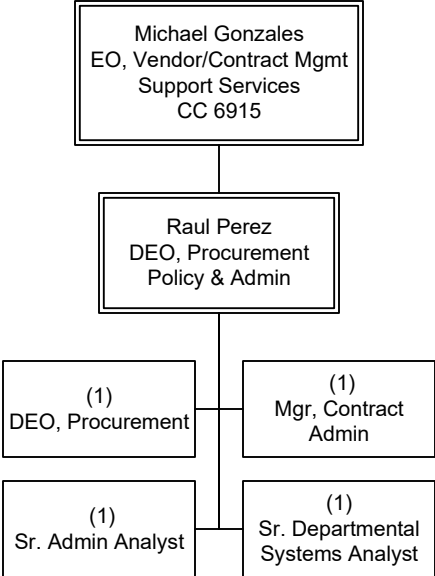 Michael Gonzales
EO, Vendor/Contract Mgmt
Support Services
CC 6915
Raul Perez
DEO, Procurement
Policy & Admin
(1)
DEO, Procurement
(1)
Mgr, Contract
Admin
(1)
Sr. Admin Analyst
(1)
Sr. Departmental
Systems Analyst